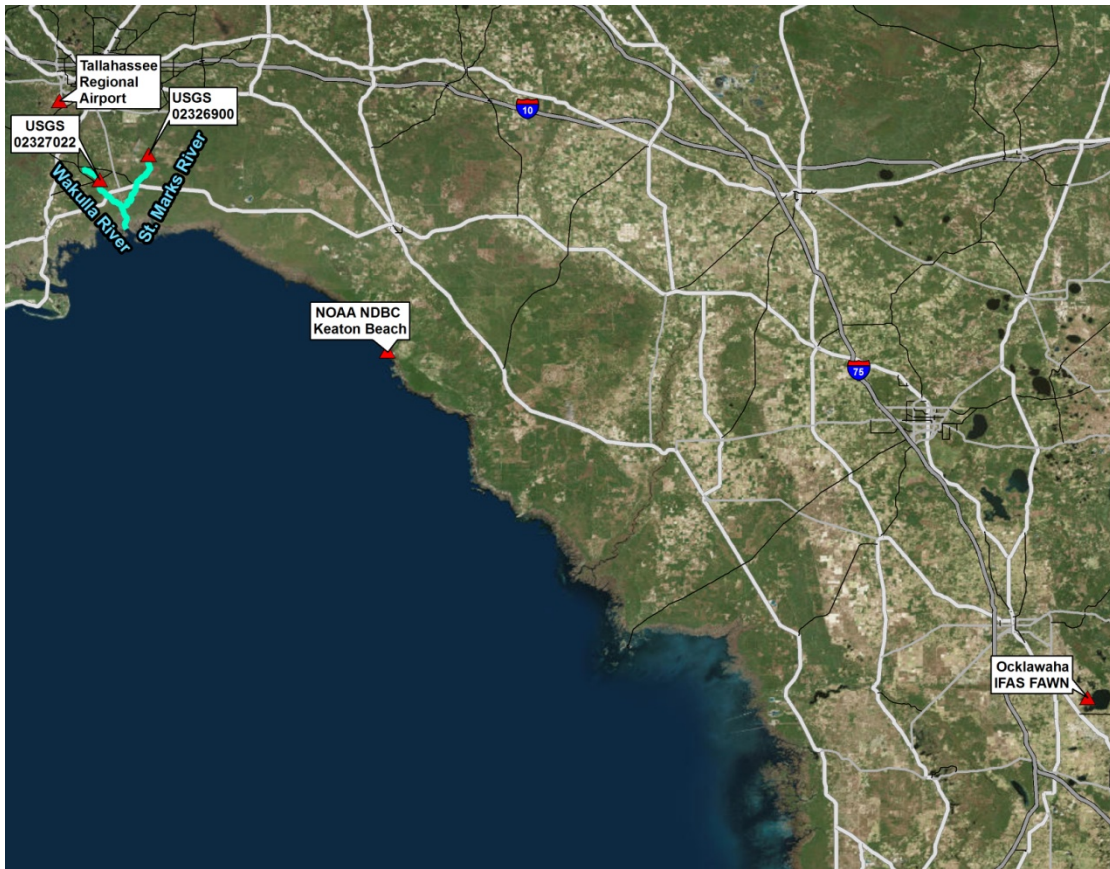 Tallahassee
Regional
Airport
USGS
02326900
USGS
02327022
Wakulla River
St. Marks River
10
NOAA NDBC
Keaton Beach
75
Ocklawaha
IFAS FAWN